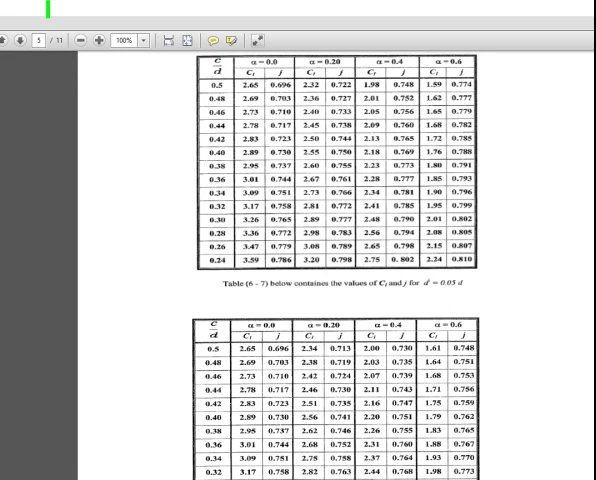 5 / 11 100%
c/d α = 0.0 α = 0.20 α = 0.4 α = 0.6
C₁ j C₁ j C₁ j C₁ j
0.5 2.65 0.696 2.32 0.722 1.98 0.748 1.59 0.774
0.48 2.69 0.703 2.36 0.727 2.01 0.752 1.62 0.777
0.46 2.73 0.710 2.40 0.733 2.05 0.756 1.65 0.779
0.44 2.78 0.717 2.45 0.738 2.09 0.760 1.68 0.782
0.42 2.83 0.723 2.50 0.744 2.13 0.765 1.72 0.785
0.40 2.89 0.730 2.55 0.750 2.18 0.769 1.76 0.788
0.38 2.95 0.737 2.60 0.755 2.23 0.773 1.80 0.791
0.36 3.01 0.744 2.67 0.761 2.28 0.777 1.85 0.793
0.34 3.09 0.751 2.73 0.766 2.34 0.781 1.90 0.796
0.32 3.17 0.758 2.81 0.772 2.41 0.785 1.95 0.799
0.30 3.26 0.765 2.89 0.777 2.48 0.790 2.01 0.802
0.28 3.36 0.772 2.98 0.783 2.56 0.794 2.08 0.805
0.26 3.47 0.779 3.08 0.789 2.65 0.798 2.15 0.807
0.24 3.59 0.786 3.20 0.798 2.75 0. 802 2.24 0.810
Table (6 - 7) below containes the values of C₁ and j for d' = 0.05 d
c/d α = 0.0 α = 0.20 α = 0.4 α = 0.6
C₁ j C₁ j C₁ j C₁ j
0.5 2.65 0.696 2.34 0.713 2.00 0.730 1.61 0.748
0.48 2.69 0.703 2.38 0.719 2.03 0.735 1.64 0.751
0.46 2.73 0.710 2.42 0.724 2.07 0.739 1.68 0.753
0.44 2.78 0.717 2.46 0.730 2.11 0.743 1.71 0.756
0.42 2.83 0.723 2.51 0.735 2.16 0.747 1.75 0.759
0.40 2.89 0.730 2.56 0.741 2.20 0.751 1.79 0.762
0.38 2.95 0.737 2.62 0.746 2.26 0.755 1.83 0.765
0.36 3.01 0.744 2.68 0.752 2.31 0.760 1.88 0.767
0.34 3.09 0.751 2.75 0.758 2.37 0.764 1.93 0.770
0.32 3.17 0.758 2.82 0.763 2.44 0.768 1.98 0.773